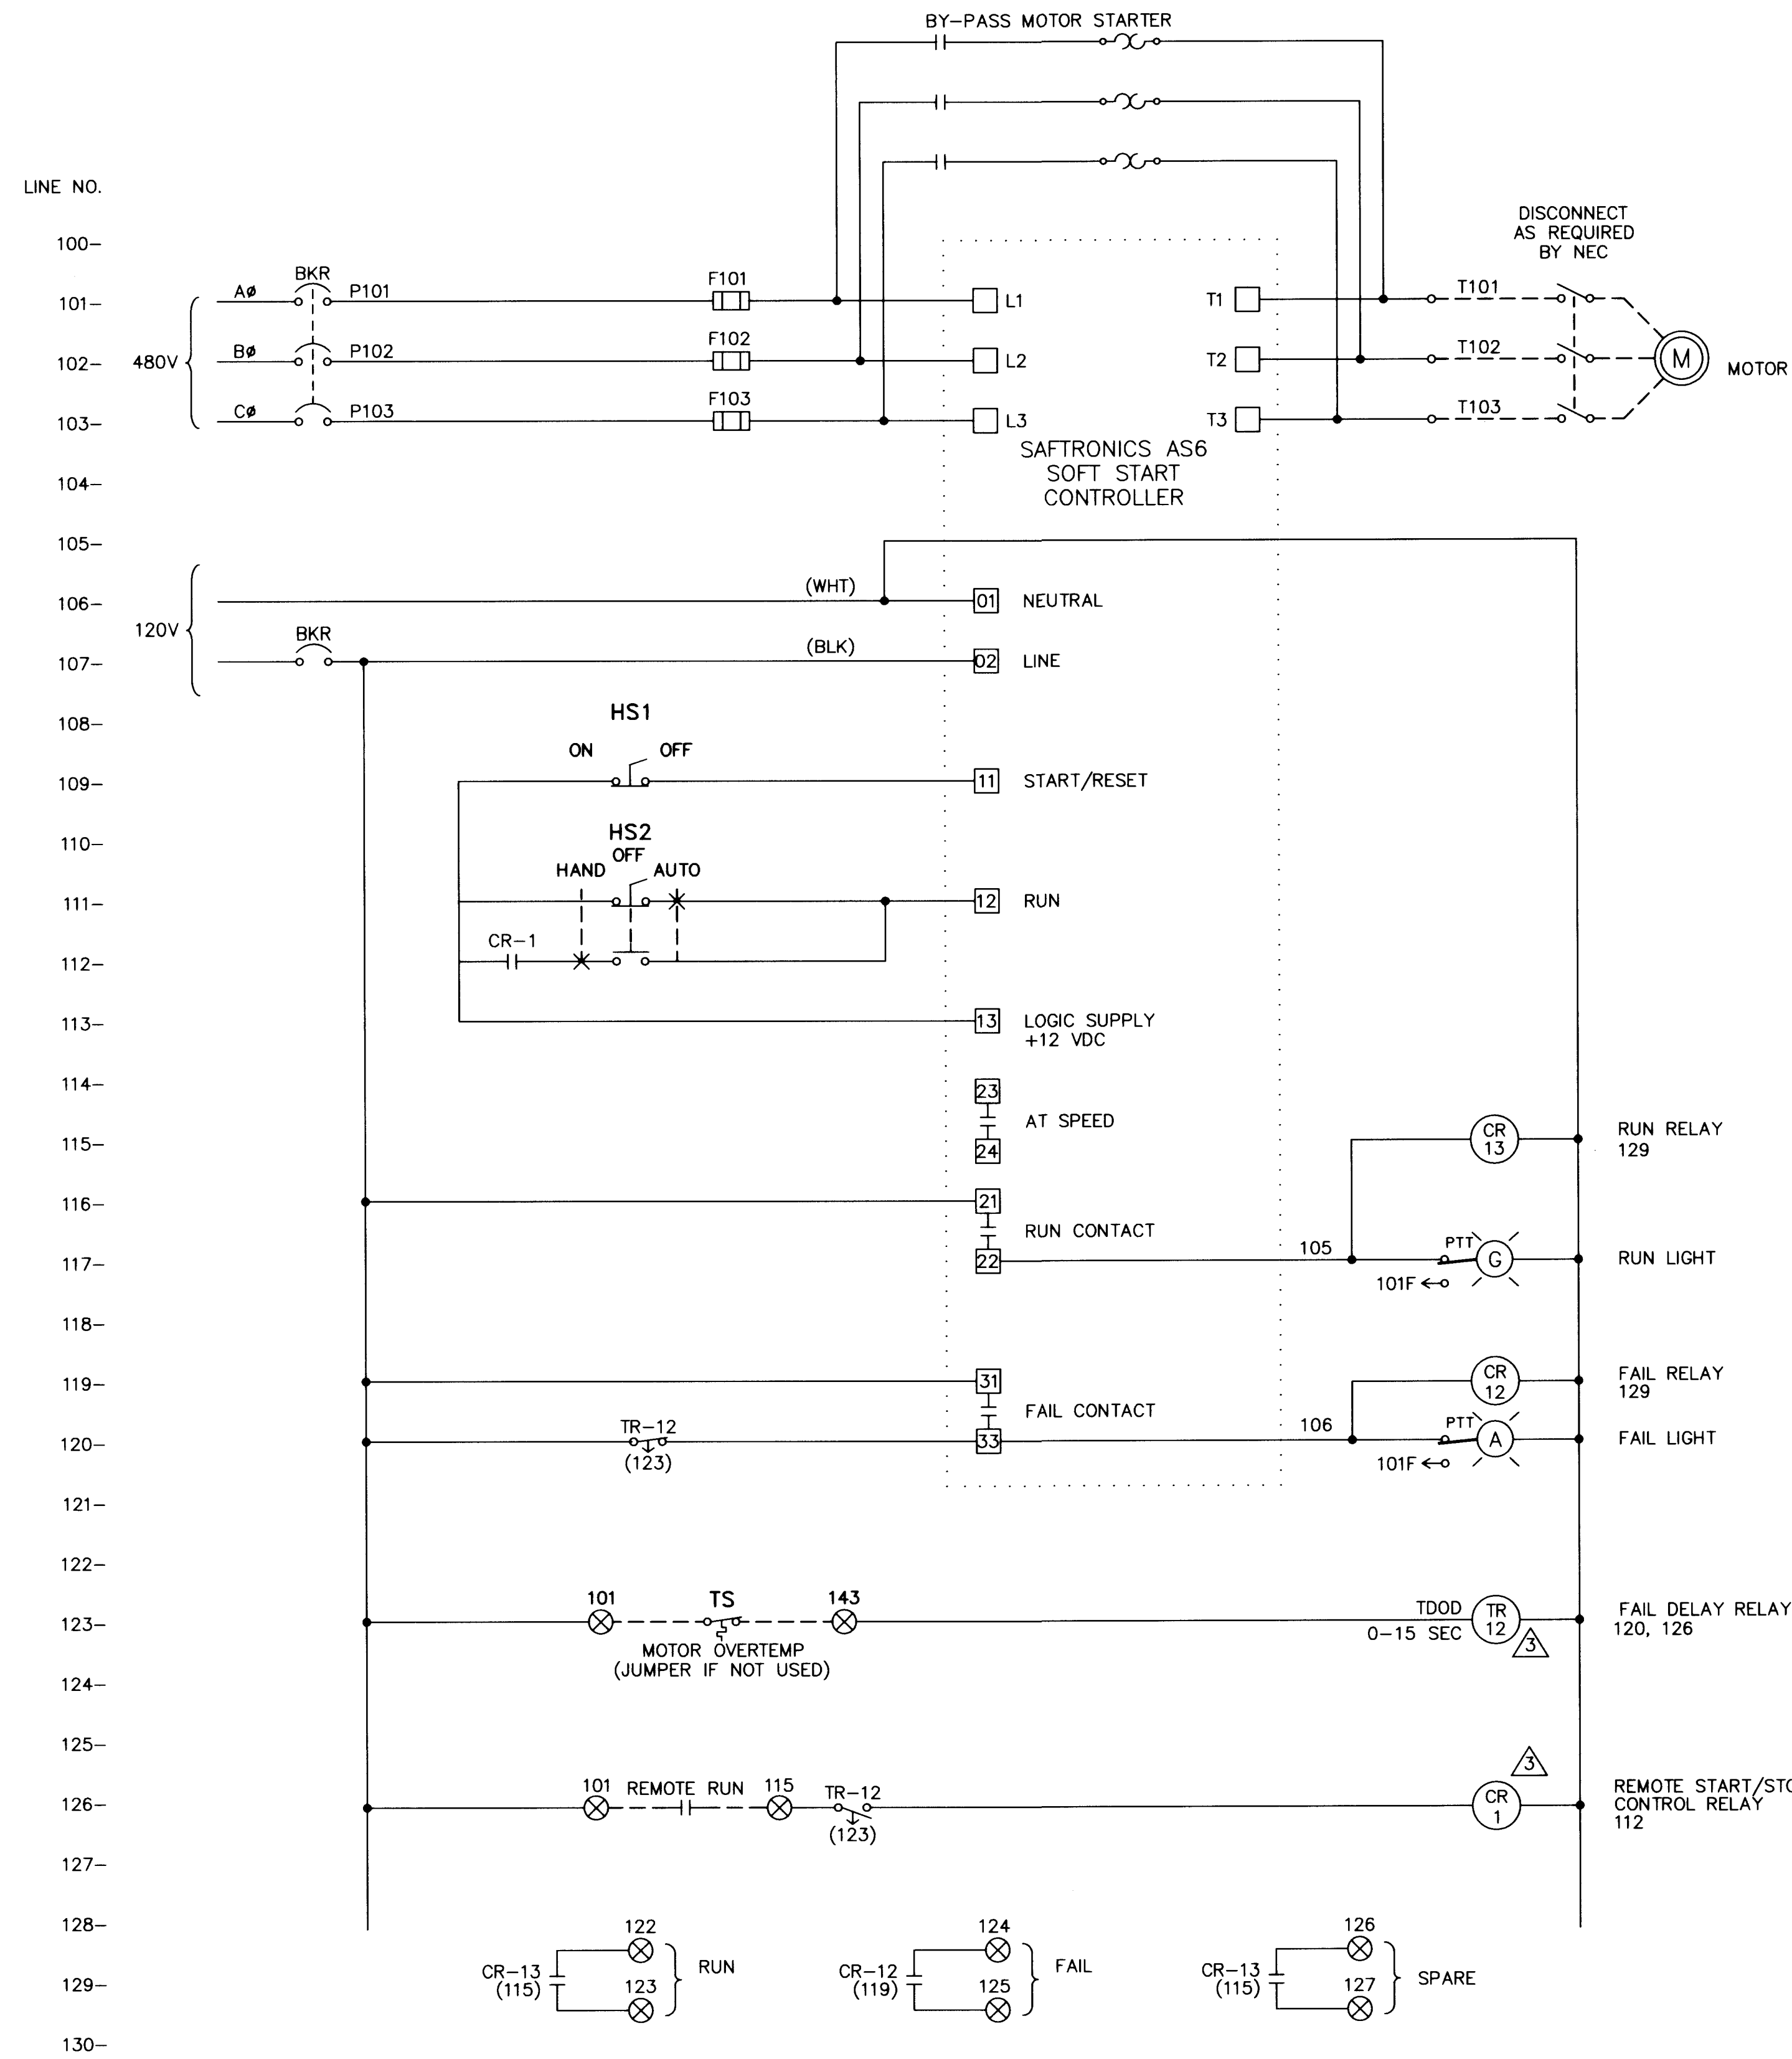 BY-PASS MOTOR STARTER
LINE NO.
DISCONNECT
AS REQUIRED
BY NEC
100-
101-
480V
AØ
BKR
P101
F101
L1
T1
T101
102-
BØ
P102
F102
L2
T2
T102
M
MOTOR
103-
CØ
P103
F103
L3
T3
T103
SAFTRONICS AS6
SOFT START
CONTROLLER
104-
105-
120V
106-
(WHT)
01
NEUTRAL
107-
BKR
(BLK)
02
LINE
108-
HS1
ON
OFF
109-
11
START/RESET
110-
HS2
OFF
HAND
AUTO
111-
12
RUN
112-
CR-1
113-
13
LOGIC SUPPLY
+12 VDC
114-
23
AT SPEED
115-
24
CR
13
RUN RELAY
129
116-
21
RUN CONTACT
117-
22
105
PTT
G
101F
RUN LIGHT
118-
119-
31
FAIL CONTACT
CR
12
FAIL RELAY
129
120-
TR-12
(123)
33
106
PTT
A
101F
FAIL LIGHT
121-
122-
123-
101
TS
143
MOTOR OVERTEMP
(JUMPER IF NOT USED)
TDOD
0-15 SEC
TR
12
3
FAIL DELAY RELAY
120, 126
124-
125-
3
126-
101
REMOTE RUN
115
TR-12
(123)
CR
1
REMOTE START/STO
CONTROL RELAY
112
127-
128-
122
124
126
129-
CR-13
(115)
123
RUN
CR-12
(119)
125
FAIL
CR-13
(115)
127
SPARE
130-